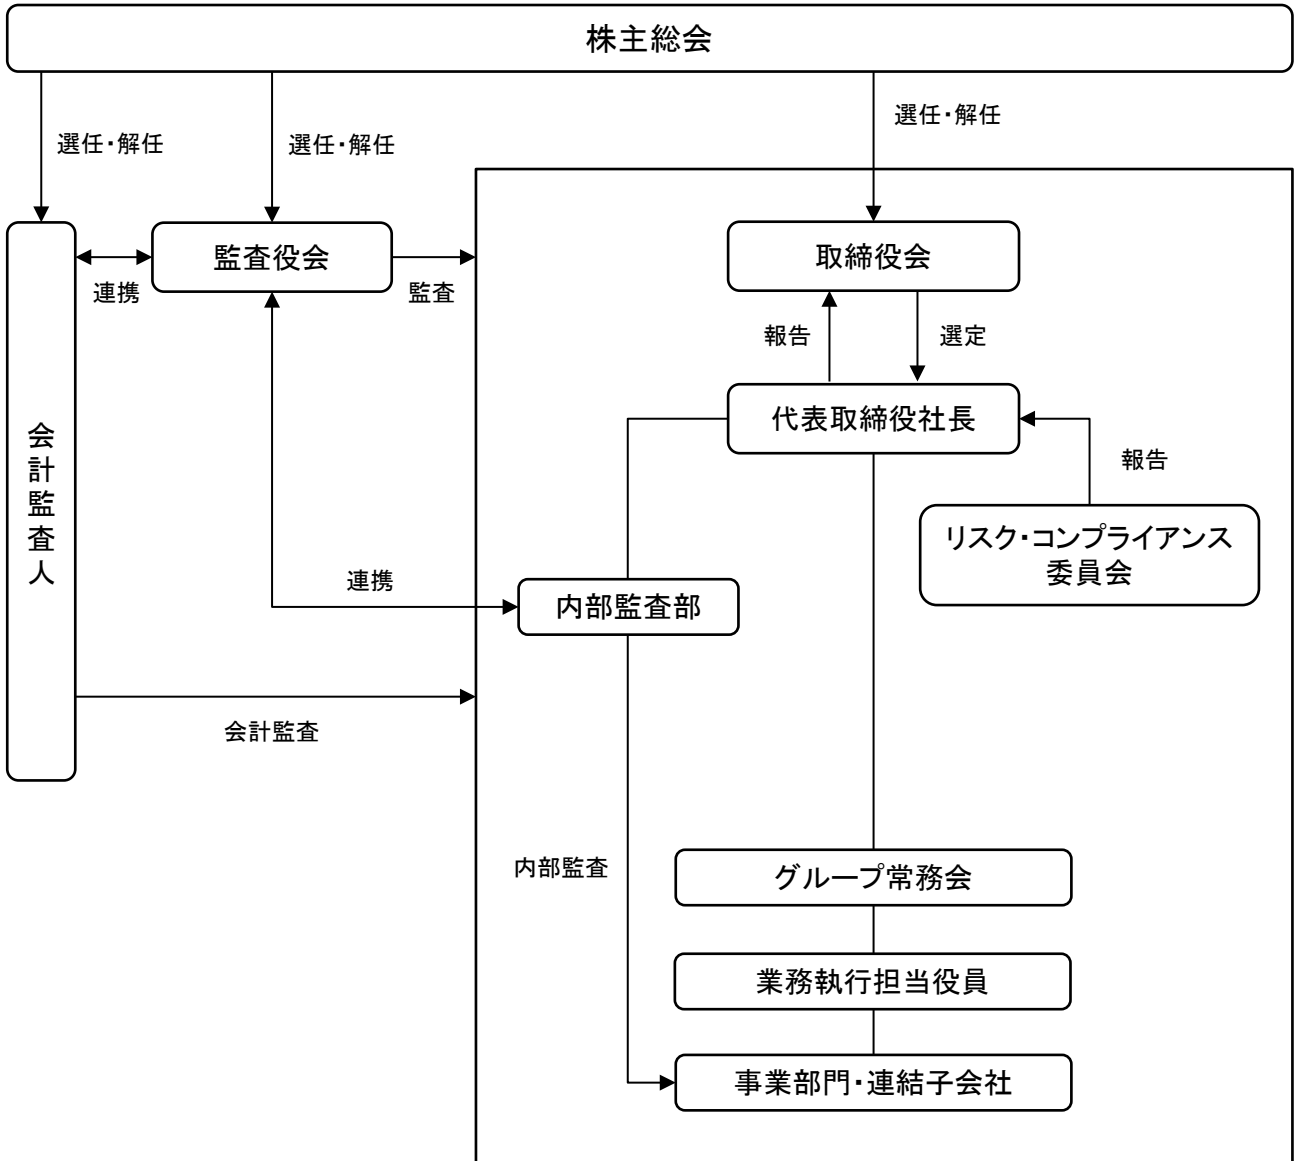 株主総会
選任・解任
選任・解任
選任・解任
監査役会
取締役会
連携
監査
報告
選定
代表取締役社長
会計監査人
報告
リスク・コンプライアンス
委員会
連携
内部監査部
会計監査
内部監査
グループ常務会
業務執行担当役員
事業部門・連結子会社